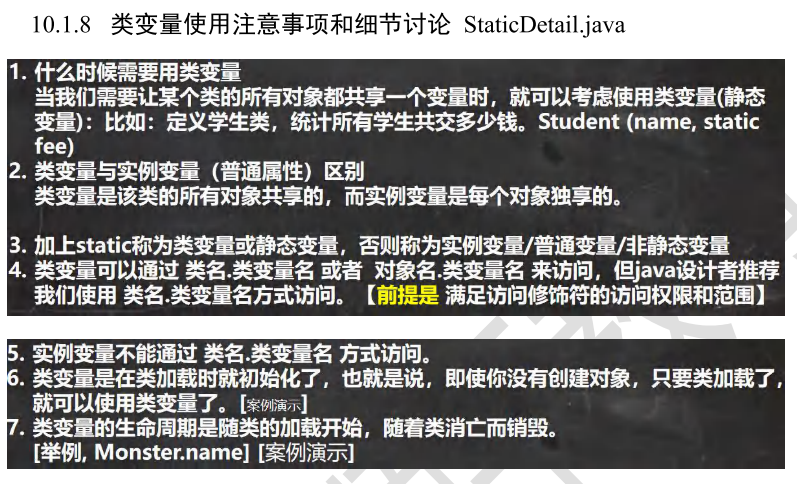 10.1.8 类变量使用注意事项和细节讨论 StaticDetail.java
1. 什么时候需要用类变量
当我们需要让某个类的所有对象都共享一个变量时，就可以考虑使用类变量(静态
变量)：比如：定义学生类，统计所有学生共交多少钱。Student (name, static
fee)
2. 类变量与实例变量（普通属性）区别
类变量是该类的所有对象共享的，而实例变量是每个对象独享的。
3. 加上static称为类变量或静态变量，否则称为实例变量/普通变量/非静态变量
4. 类变量可以通过 类名.类变量名 或者 对象名.类变量名 来访问，但java设计者推荐
我们使用 类名.类变量名方式访问。【前提是 满足访问修饰符的访问权限和范围】
5. 实例变量不能通过 类名.类变量名 方式访问。
6. 类变量是在类加载时就初始化了，也就是说，即使你没有创建对象，只要类加载了，
就可以使用类变量了。[案例演示]
7. 类变量的生命周期是随类的加载开始，随着类消亡而销毁。
[举例, Monster.name] [案例演示]